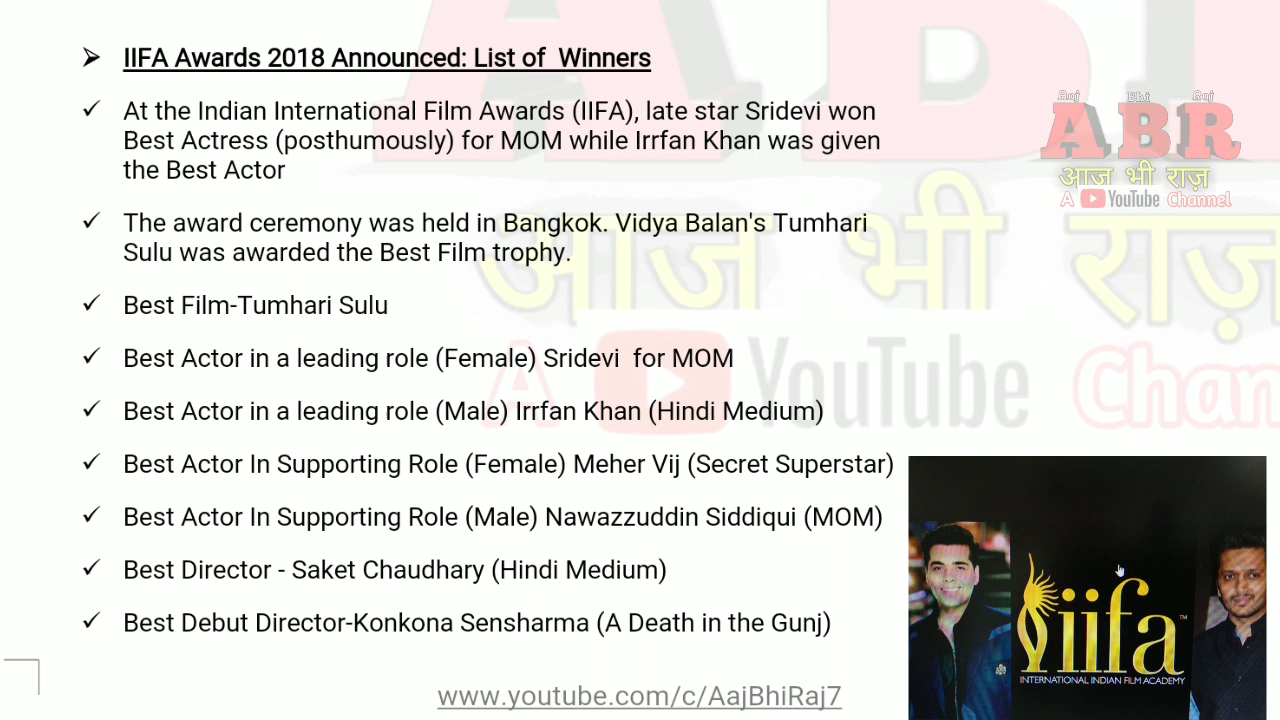 IIFA Awards 2018 Announced: List of Winners
At the Indian International Film Awards (IIFA), late star Sridevi won
Best Actress (posthumously) for MOM while Irrfan Khan was given
the Best Actor
The award ceremony was held in Bangkok. Vidya Balan's Tumhari
Sulu was awarded the Best Film trophy.
Best Film-Tumhari Sulu
Best Actor in a leading role (Female) Sridevi for MOM
Best Actor in a leading role (Male) Irrfan Khan (Hindi Medium)
Best Actor In Supporting Role (Female) Meher Vij (Secret Superstar)
Best Actor In Supporting Role (Male) Nawazzuddin Siddiqui (MOM)
Best Director - Saket Chaudhary (Hindi Medium)
Best Debut Director-Konkona Sensharma (A Death in the Gunj)
www.youtube.com/c/AajBhiRaj7
Aaj Bhi Raj
ABR
आज भी राज़
A YouTube Channel
ABR
आज भी राज़
A YouTube Chan
iifa™
INTERNATIONAL INDIAN FILM ACADEMY